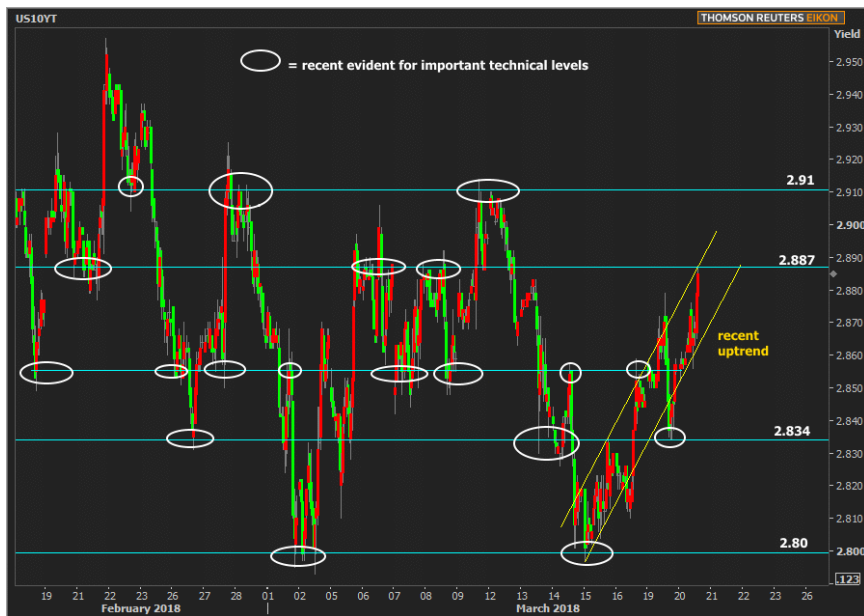 US10YT
THOMSON REUTERS EIKON
Yield
= recent evident for important technical levels
2.950
2.940
2.930
2.920
2.91
2.910
2.900
2.887
2.890
2.880
2.870
recent
uptrend
2.860
2.850
2.840
2.834
2.830
2.820
2.810
2.80
2.800
.123
19 20 21 22 23 26 27 28 01 02 05 06 07 08 09 12 13 14 15 16 19 20 21 22 23 26
February 2018 March 2018